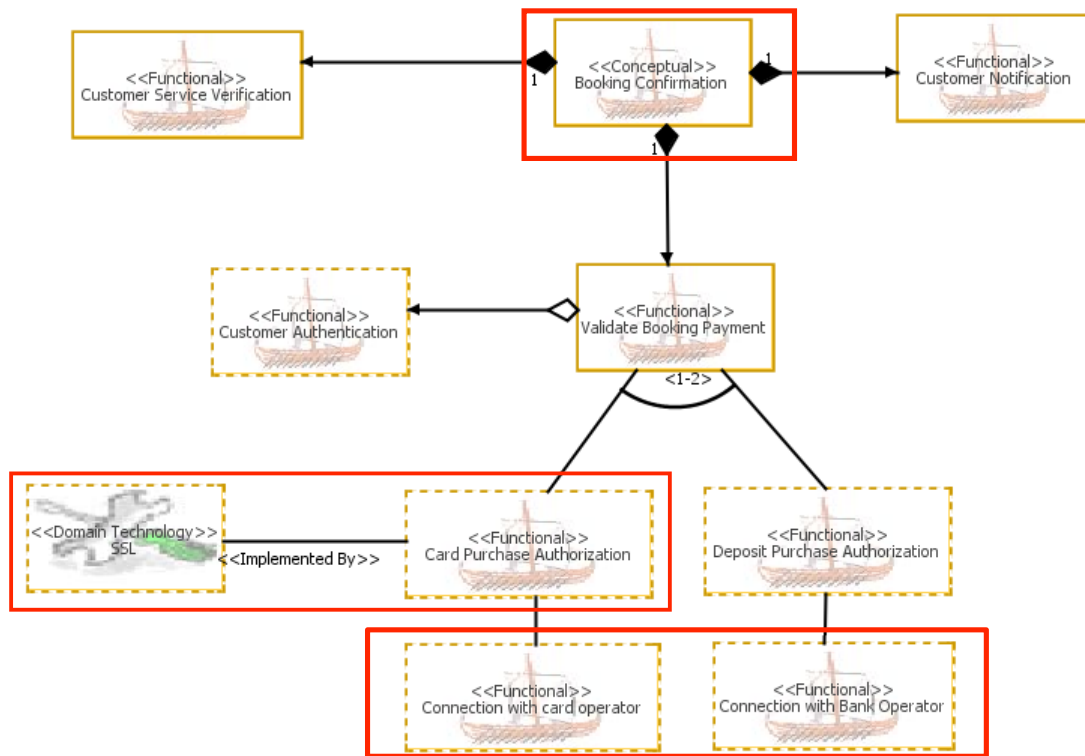 <<Functional>>
Customer Service Verification
1
<<Conceptual>>
Booking Confirmation
1
<<Functional>>
Customer Notification
1
<<Functional>>
Customer Authentication
<<Functional>>
Validate Booking Payment
<1-2>
<<Domain Technology>>
SSL
<<Implemented By>>
<<Functional>>
Card Purchase Authorization
<<Functional>>
Deposit Purchase Authorization
<<Functional>>
Connection with card operator
<<Functional>>
Connection with Bank Operator